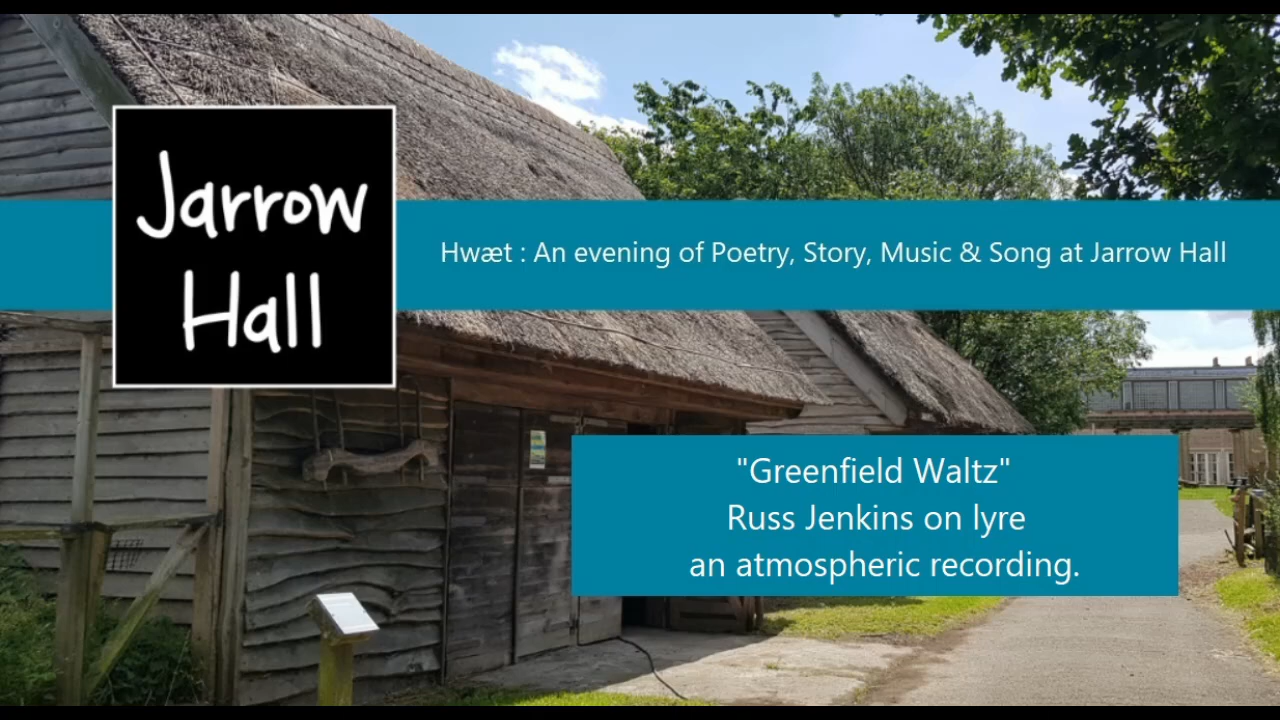 Jarrow
Hall
Hwæt : An evening of Poetry, Story, Music & Song at Jarrow Hall
"Greenfield Waltz"
Russ Jenkins on lyre
an atmospheric recording.